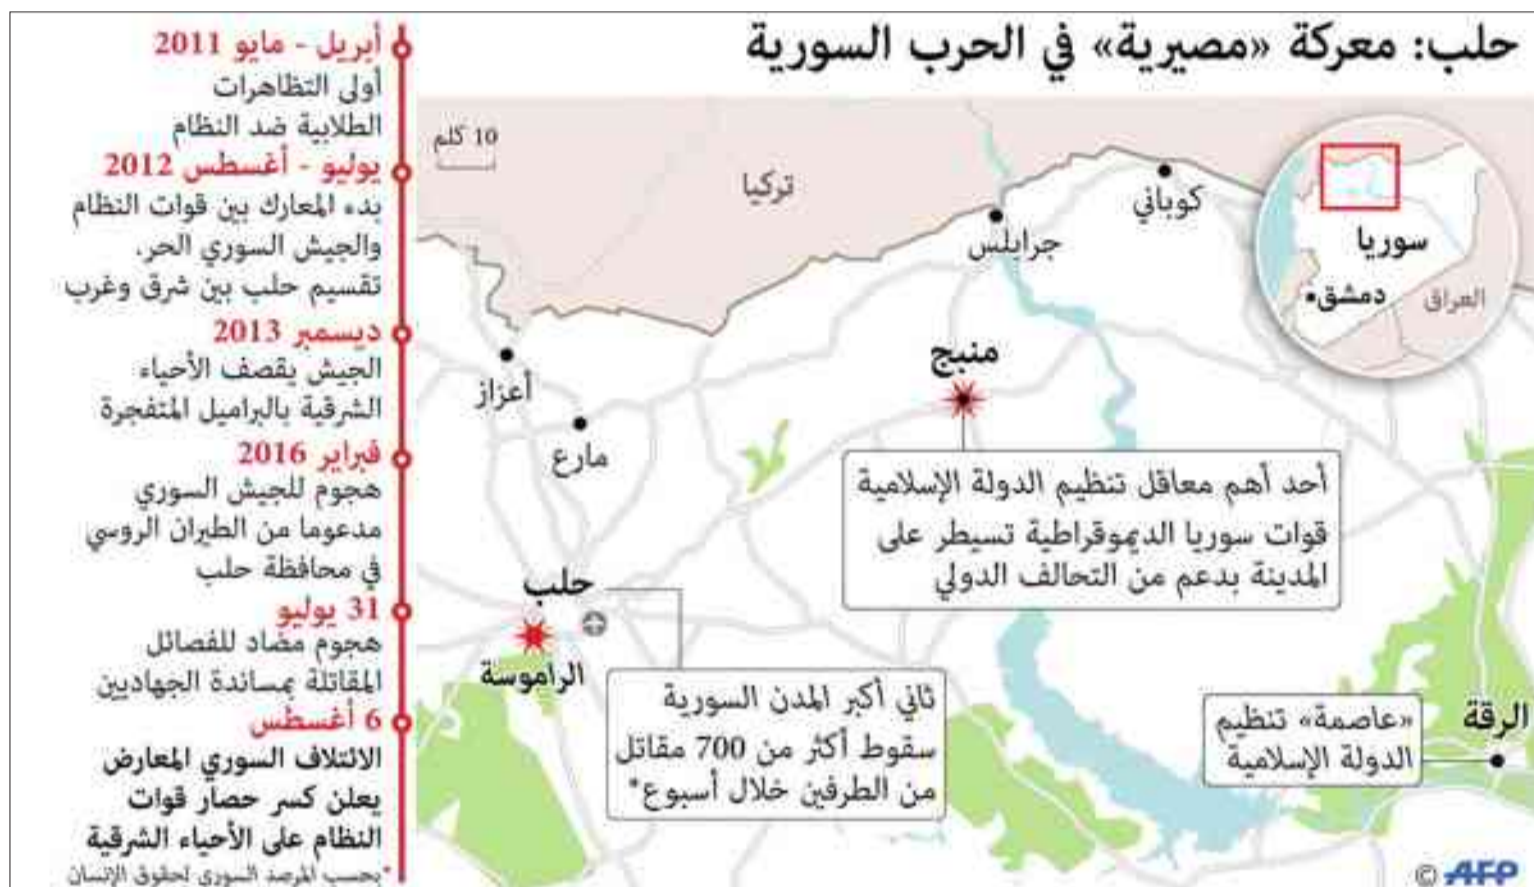 حلب: معركة «مصيرية» في الحرب السورية
أبريل - مايو 2011
أولى التظاهرات
الطلابية ضد النظام
يوليو - أغسطس 2012
بدء المعارك بين قوات النظام
والجيش السوري الحر.
تقسيم حلب بين شرق وغرب
ديسمبر 2013
الجيش يقصف الأحياء
الشرقية بالبراميل المتفجرة
فبراير 2016
هجوم للجيش السوري
مدعوما من الطيران الروسي
في محافظة حلب
31 يوليو
هجوم مضاد للفصائل
المقاتلة بمساندة الجهاديين
6 أغسطس
الائتلاف السوري المعارض
يعلن كسر حصار قوات
النظام على الأحياء الشرقية
*بحسب المرصد السوري لحقوق الإنسان
10 كلم
تركيا
كوباني
جرابلس
سوريا
دمشق
العراق
منبج
أعزاز
مارع
أحد أهم معاقل تنظيم الدولة الإسلامية
قوات سوريا الديموقراطية تسيطر على
المدينة بدعم من التحالف الدولي
حلب
الراموسة
ثاني أكبر المدن السورية
سقوط أكثر من 700 مقاتل
من الطرفين خلال أسبوع*
الرقة
«عاصمة» تنظيم
الدولة الإسلامية
© AFP